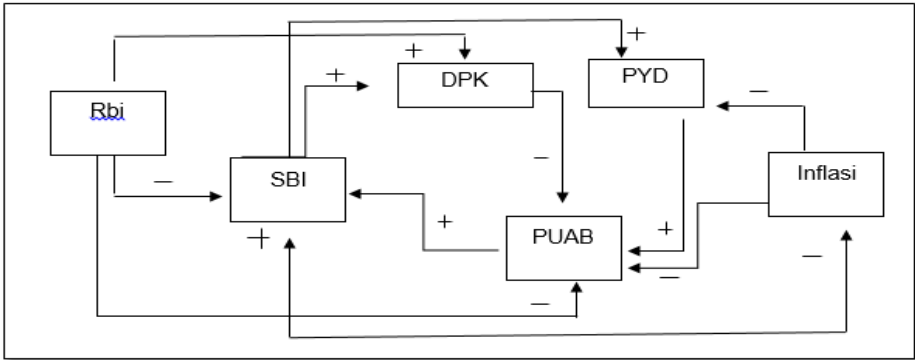 +
+
DPK
PYD
+
—
Rbi
—
SBI
Inflasi
—
+
+
PUAB
+
—
—
—